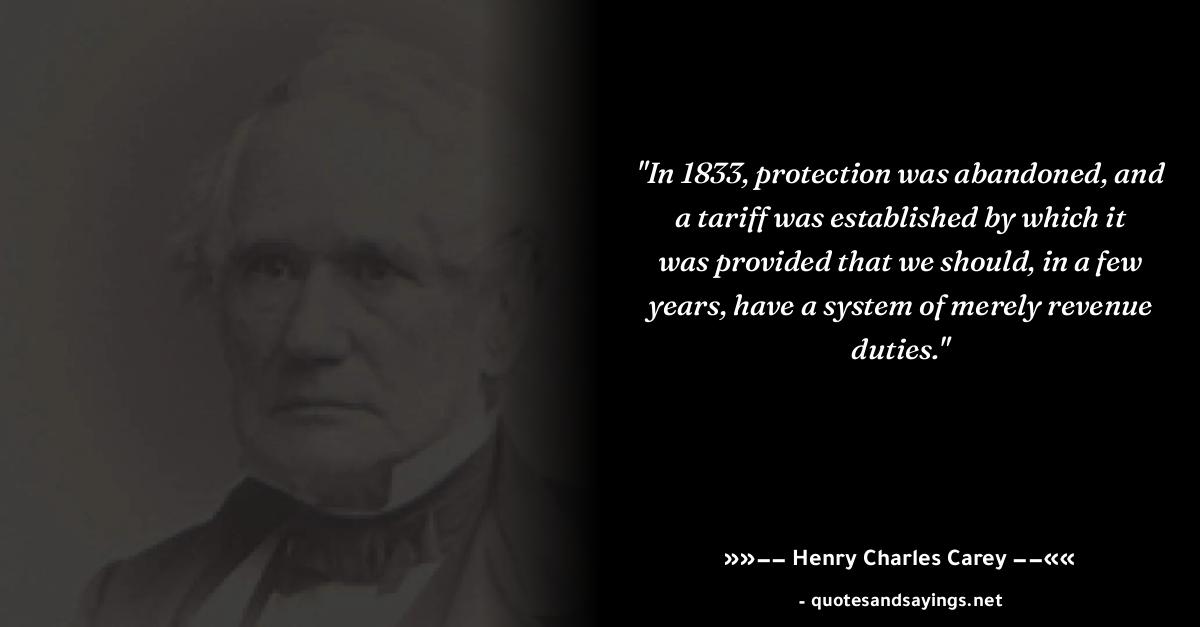 "In 1833, protection was abandoned, and
a tariff was established by which it
was provided that we should, in a few
years, have a system of merely revenue
duties."
»»−− Henry Charles Carey −−««
- quotesandsayings.net